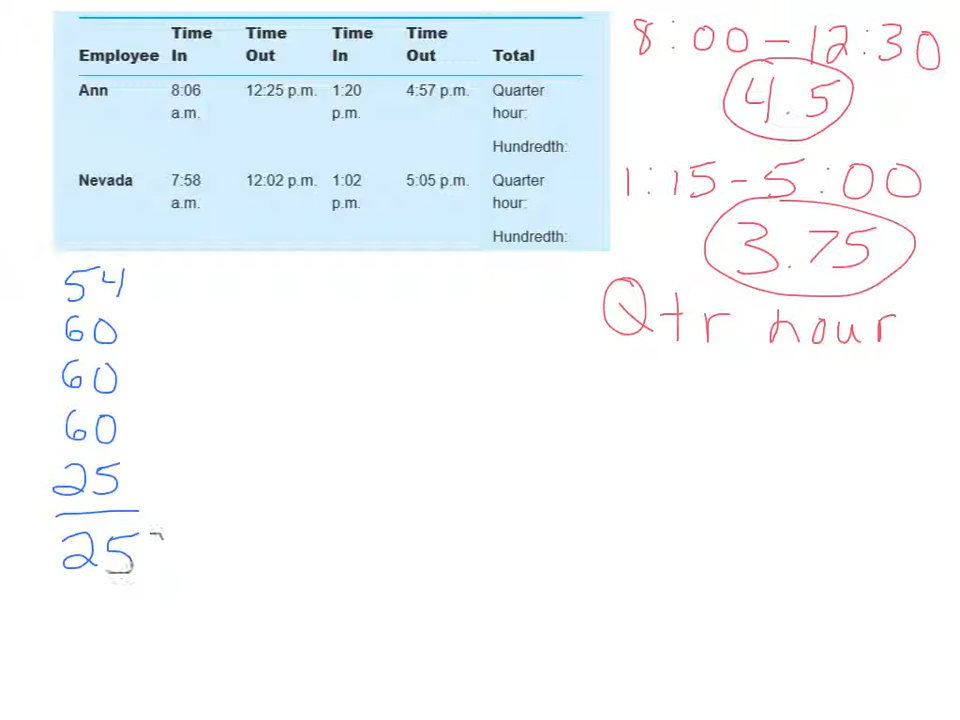 Employee Time In Time Out Time In Time Out Total
Ann 8:06 a.m. 12:25 p.m. 1:20 p.m. 4:57 p.m. Quarter hour:
Hundredth:
Nevada 7:58 a.m. 12:02 p.m. 1:02 p.m. 5:05 p.m. Quarter hour:
Hundredth:
8:00-12:30
4.5
1:15-5:00
3.75
Qtr hour
54
60
60
60
25
25